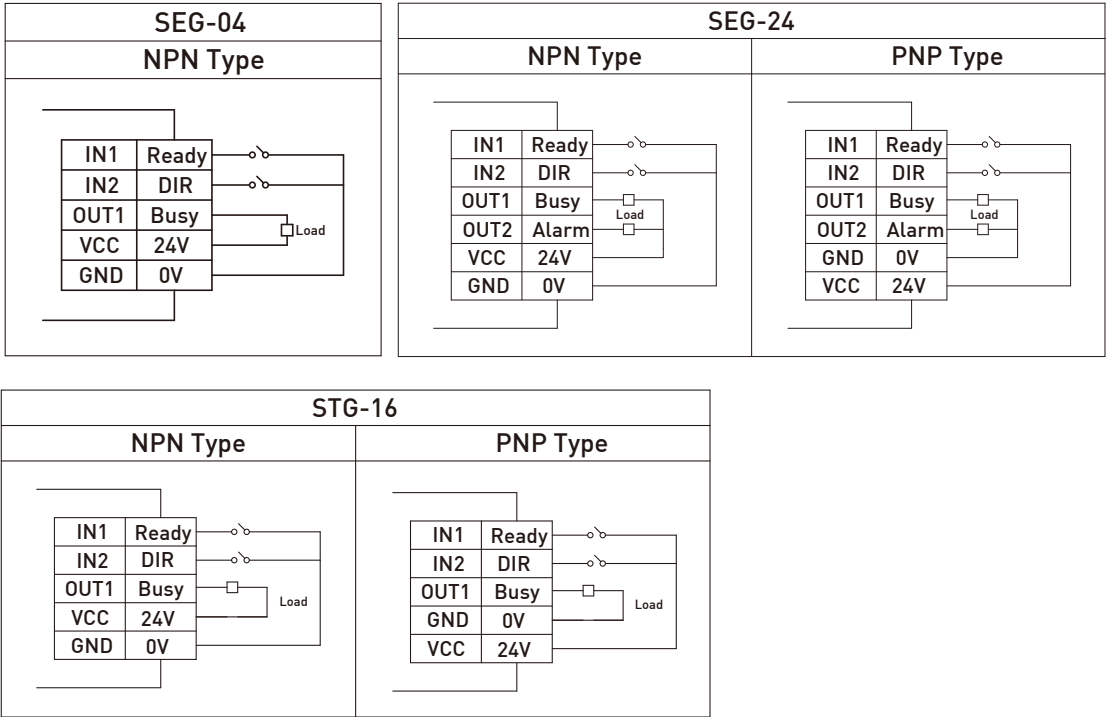 SEG-04
NPN Type
IN1 Ready
IN2 DIR
OUT1 Busy
Load
VCC 24V
GND 0V
SEG-24
NPN Type
IN1 Ready
IN2 DIR
OUT1 Busy
Load
OUT2 Alarm
VCC 24V
GND 0V
PNP Type
IN1 Ready
IN2 DIR
OUT1 Busy
Load
OUT2 Alarm
GND 0V
VCC 24V
STG-16
NPN Type
IN1 Ready
IN2 DIR
OUT1 Busy
Load
VCC 24V
GND 0V
PNP Type
IN1 Ready
IN2 DIR
OUT1 Busy
Load
GND 0V
VCC 24V